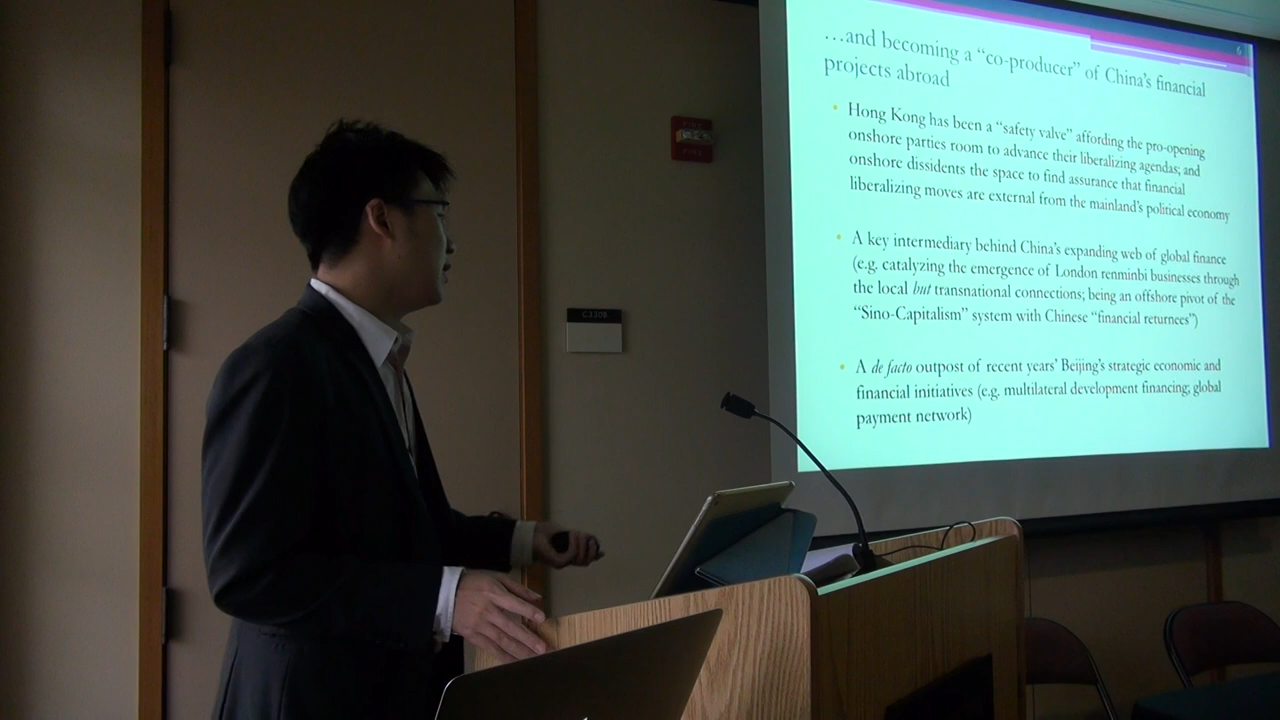 6
…and becoming a “co-producer” of China’s financial
projects abroad
• Hong Kong has been a “safety valve” affording the pro-opening
onshore parties room to advance their liberalizing agendas; and
onshore dissidents the space to find assurance that financial
liberalizing moves are external from the mainland’s political economy
• A key intermediary behind China’s expanding web of global finance
(e.g. catalyzing the emergence of London renminbi businesses through
the local but transnational connections; being an offshore pivot of the
“Sino-Capitalism” system with Chinese “financial returnees”)
• A de facto outpost of recent years’ Beijing’s strategic economic and
financial initiatives (e.g. multilateral development financing; global
payment network)
FIRE